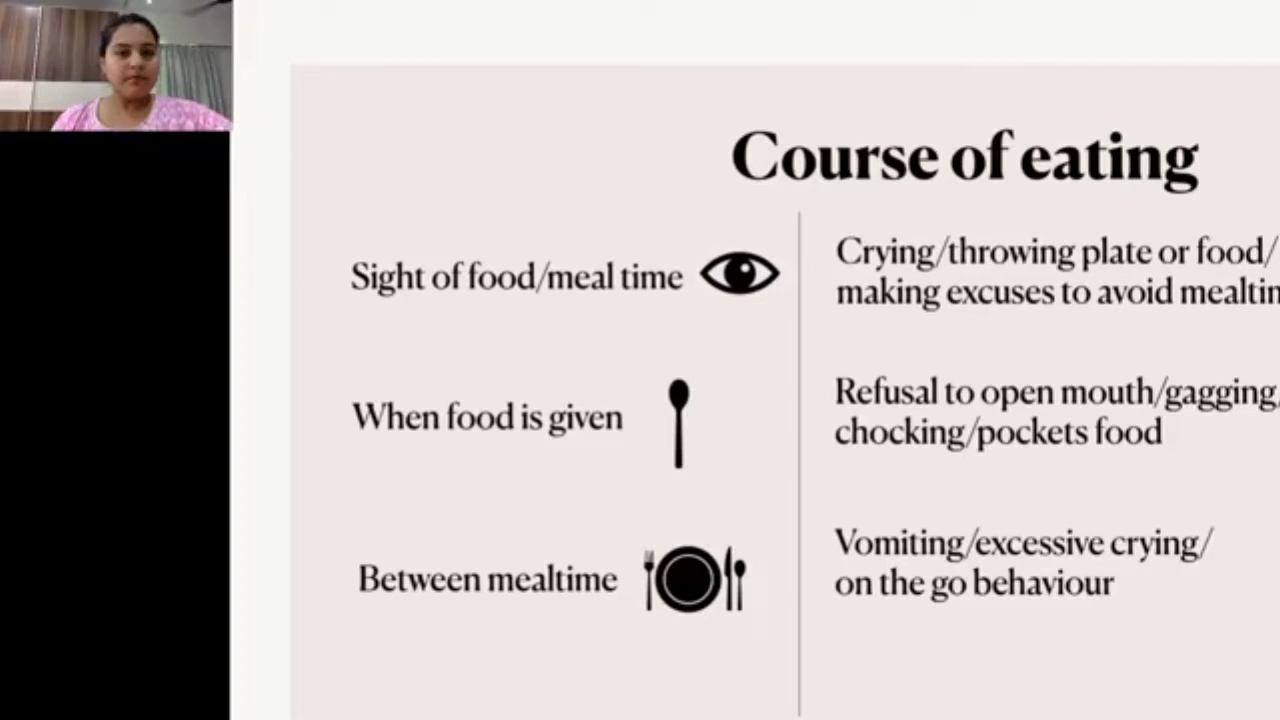 Course of eating
Sight of food/meal time
Crying/throwing plate or food/
making excuses to avoid
When food is given
Refusal to open mouth/gagging
chocking/pockets food
Between mealtime
Vomiting/excessive crying/
on the go behaviour